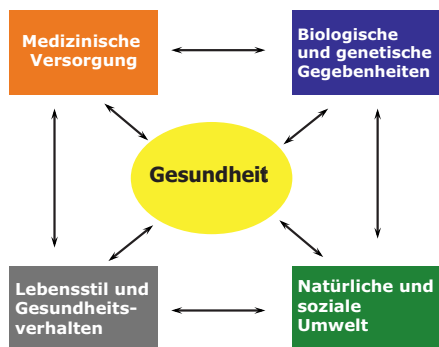 Medizinische
Versorgung
Biologische
und genetische
Gegebenheiten
Gesundheit
Lebensstil und
Gesundheits-
verhalten
Natürliche und
soziale
Umwelt